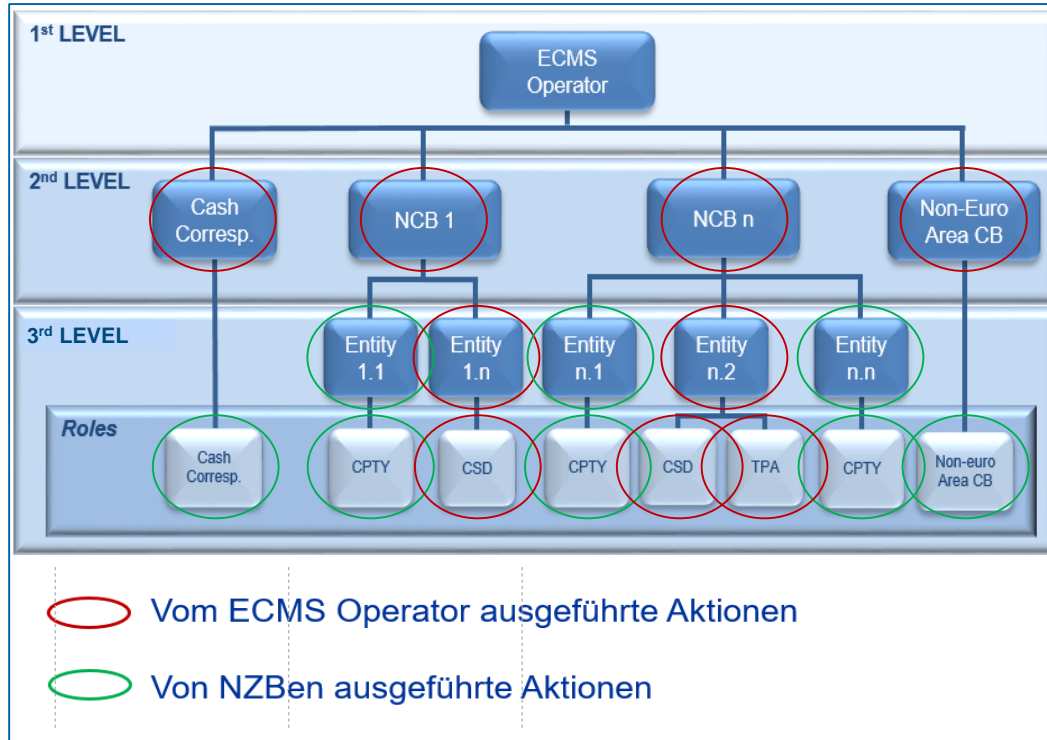 1st LEVEL
ECMS
Operator
2nd LEVEL
Cash
Corresp.
NCB 1
NCB n
Non-Euro
Area CB
3rd LEVEL
Entity
1.1
Entity
1.n
Entity
n.1
Entity
n.2
Entity
n.n
Roles
Cash
Corresp.
CPTY
CSD
CPTY
CSD
TPA
CPTY
Non-euro
Area CB
Vom ECMS Operator ausgeführte Aktionen
Von NZBen ausgeführte Aktionen